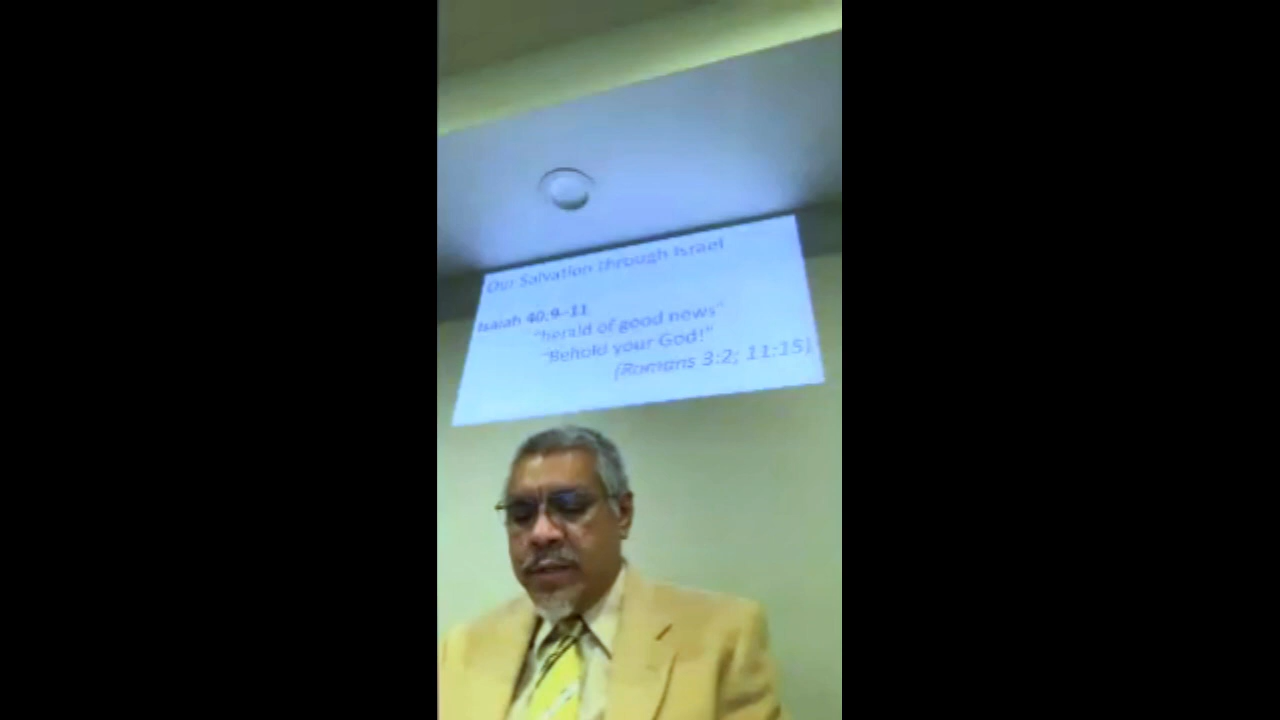 Our Salvation through Israel
Isaiah 40.9-11
"herald of good news"
"Behold your God!"
(Romans 3:2; 11:15)